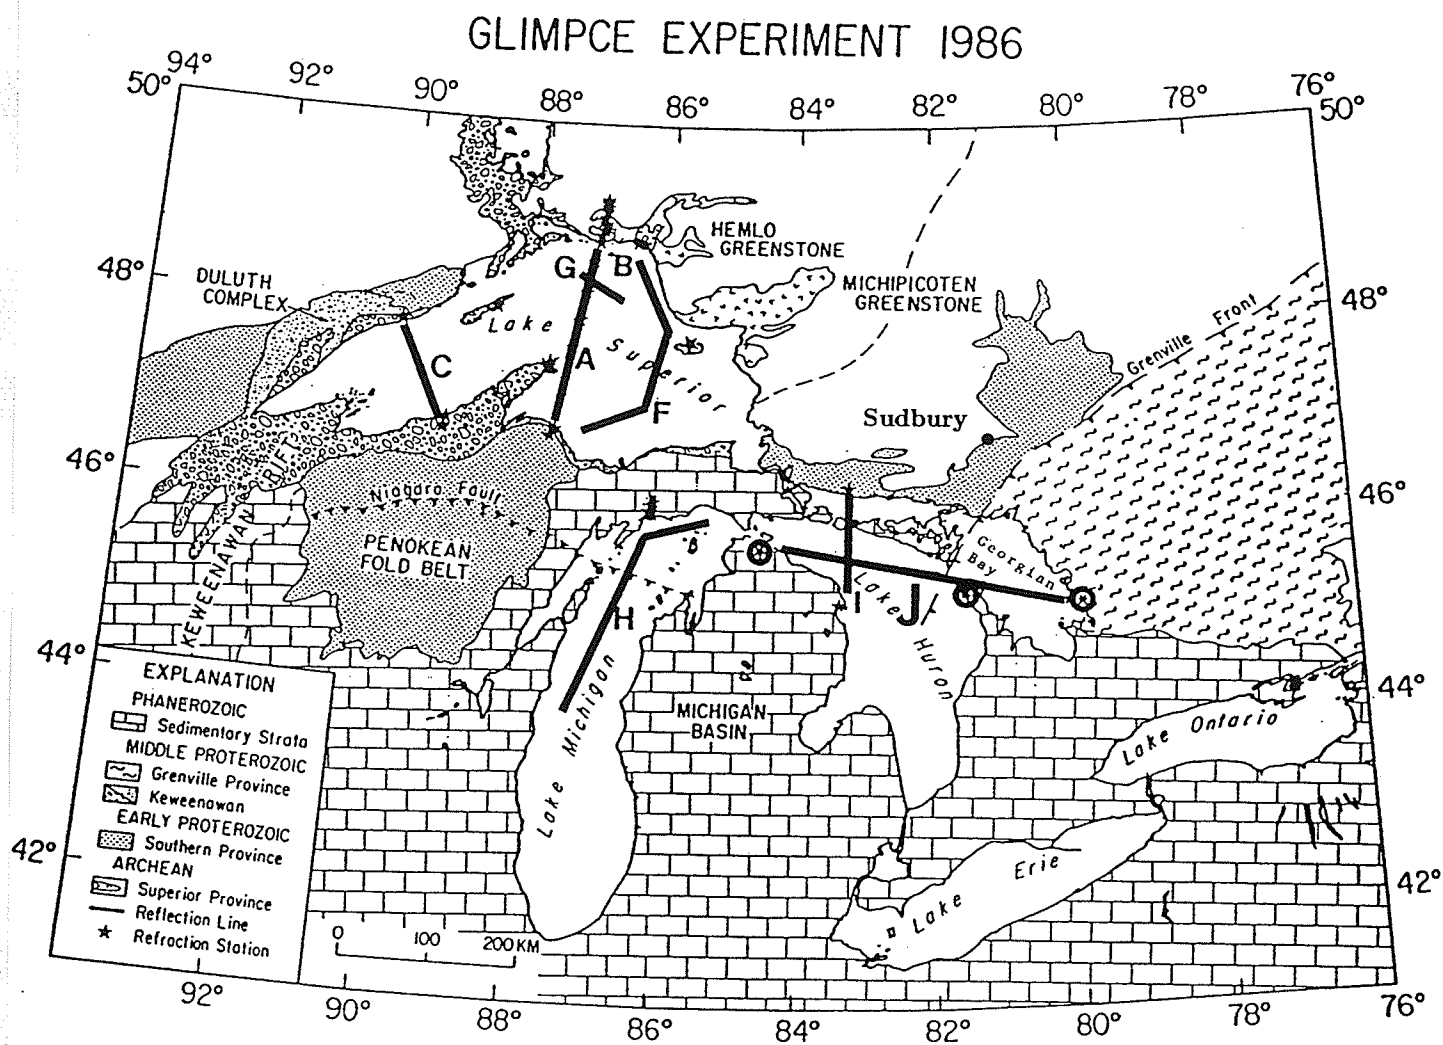 GLIMPCE EXPERIMENT 1986
94° 92° 90° 88° 86° 84° 82° 80° 78° 76°
50° 50°
HEMLO
GREENSTONE
DULUTH
COMPLEX
MICHIPICOTEN
GREENSTONE
48° 48°
G B
Lake Superior
C A F
Grenville Front
Sudbury
46° 46°
KEWEENAWAN RIFT
Niagara Fault
PENOKEAN
FOLD BELT
Georgian
Bay
H I J
Lake Huron
44° 44°
Lake Michigan
MICHIGAN
BASIN
Lake Ontario
Lake Erie
42° 42°
EXPLANATION
PHANEROZOIC
Sedimentary Strata
MIDDLE PROTEROZOIC
Grenville Province
Keweenawan
EARLY PROTEROZOIC
Southern Province
ARCHEAN
Superior Province
Reflection Line
Refraction Station
0 100 200 KM
92° 90° 88° 86° 84° 82° 80° 78° 76°